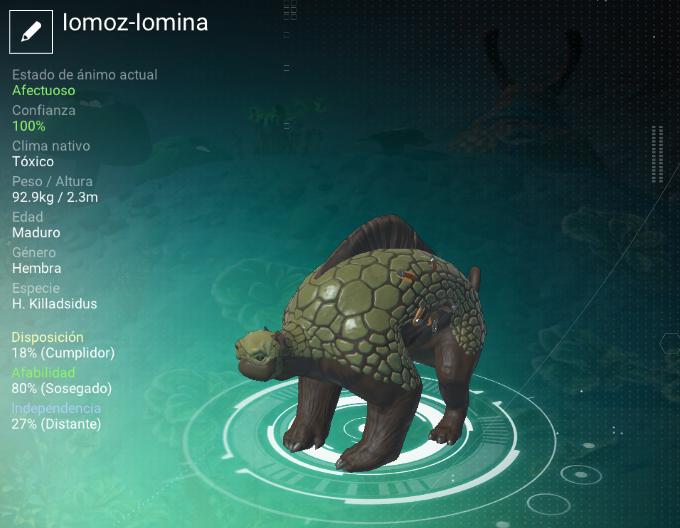 Iomoz-Iomina
Estado de ánimo actual
Afectuoso
Confianza
100%
Clima nativo
Tóxico
Peso / Altura
92.9kg / 2.3m
Edad
Maduro
Género
Hembra
Especie
H. Killadsidus
Disposición
18% (Cumplidor)
Afabilidad
80% (Sosegado)
Independencia
27% (Distante)